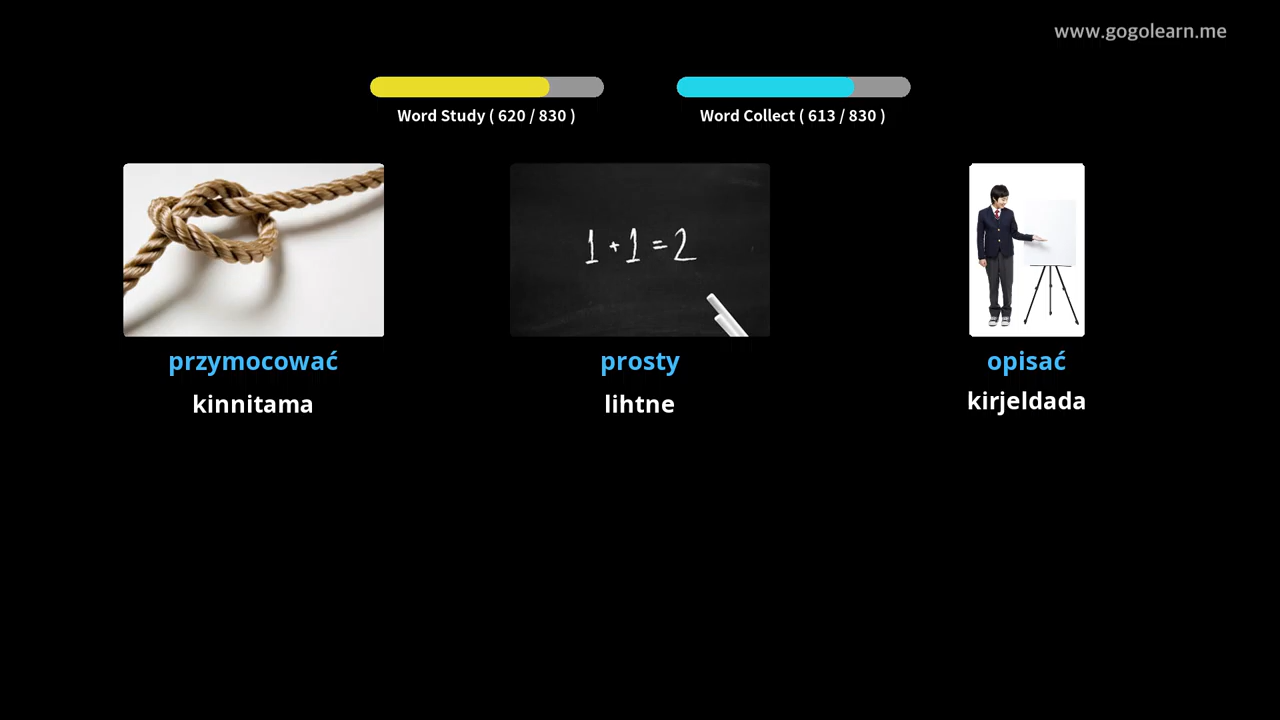 www.gogolearn.me
Word Study ( 620 / 830 )
Word Collect ( 613 / 830 )
1 + 1 = 2
przymocować
prosty
opisać
kinnitama
lihtne
kirjeldada